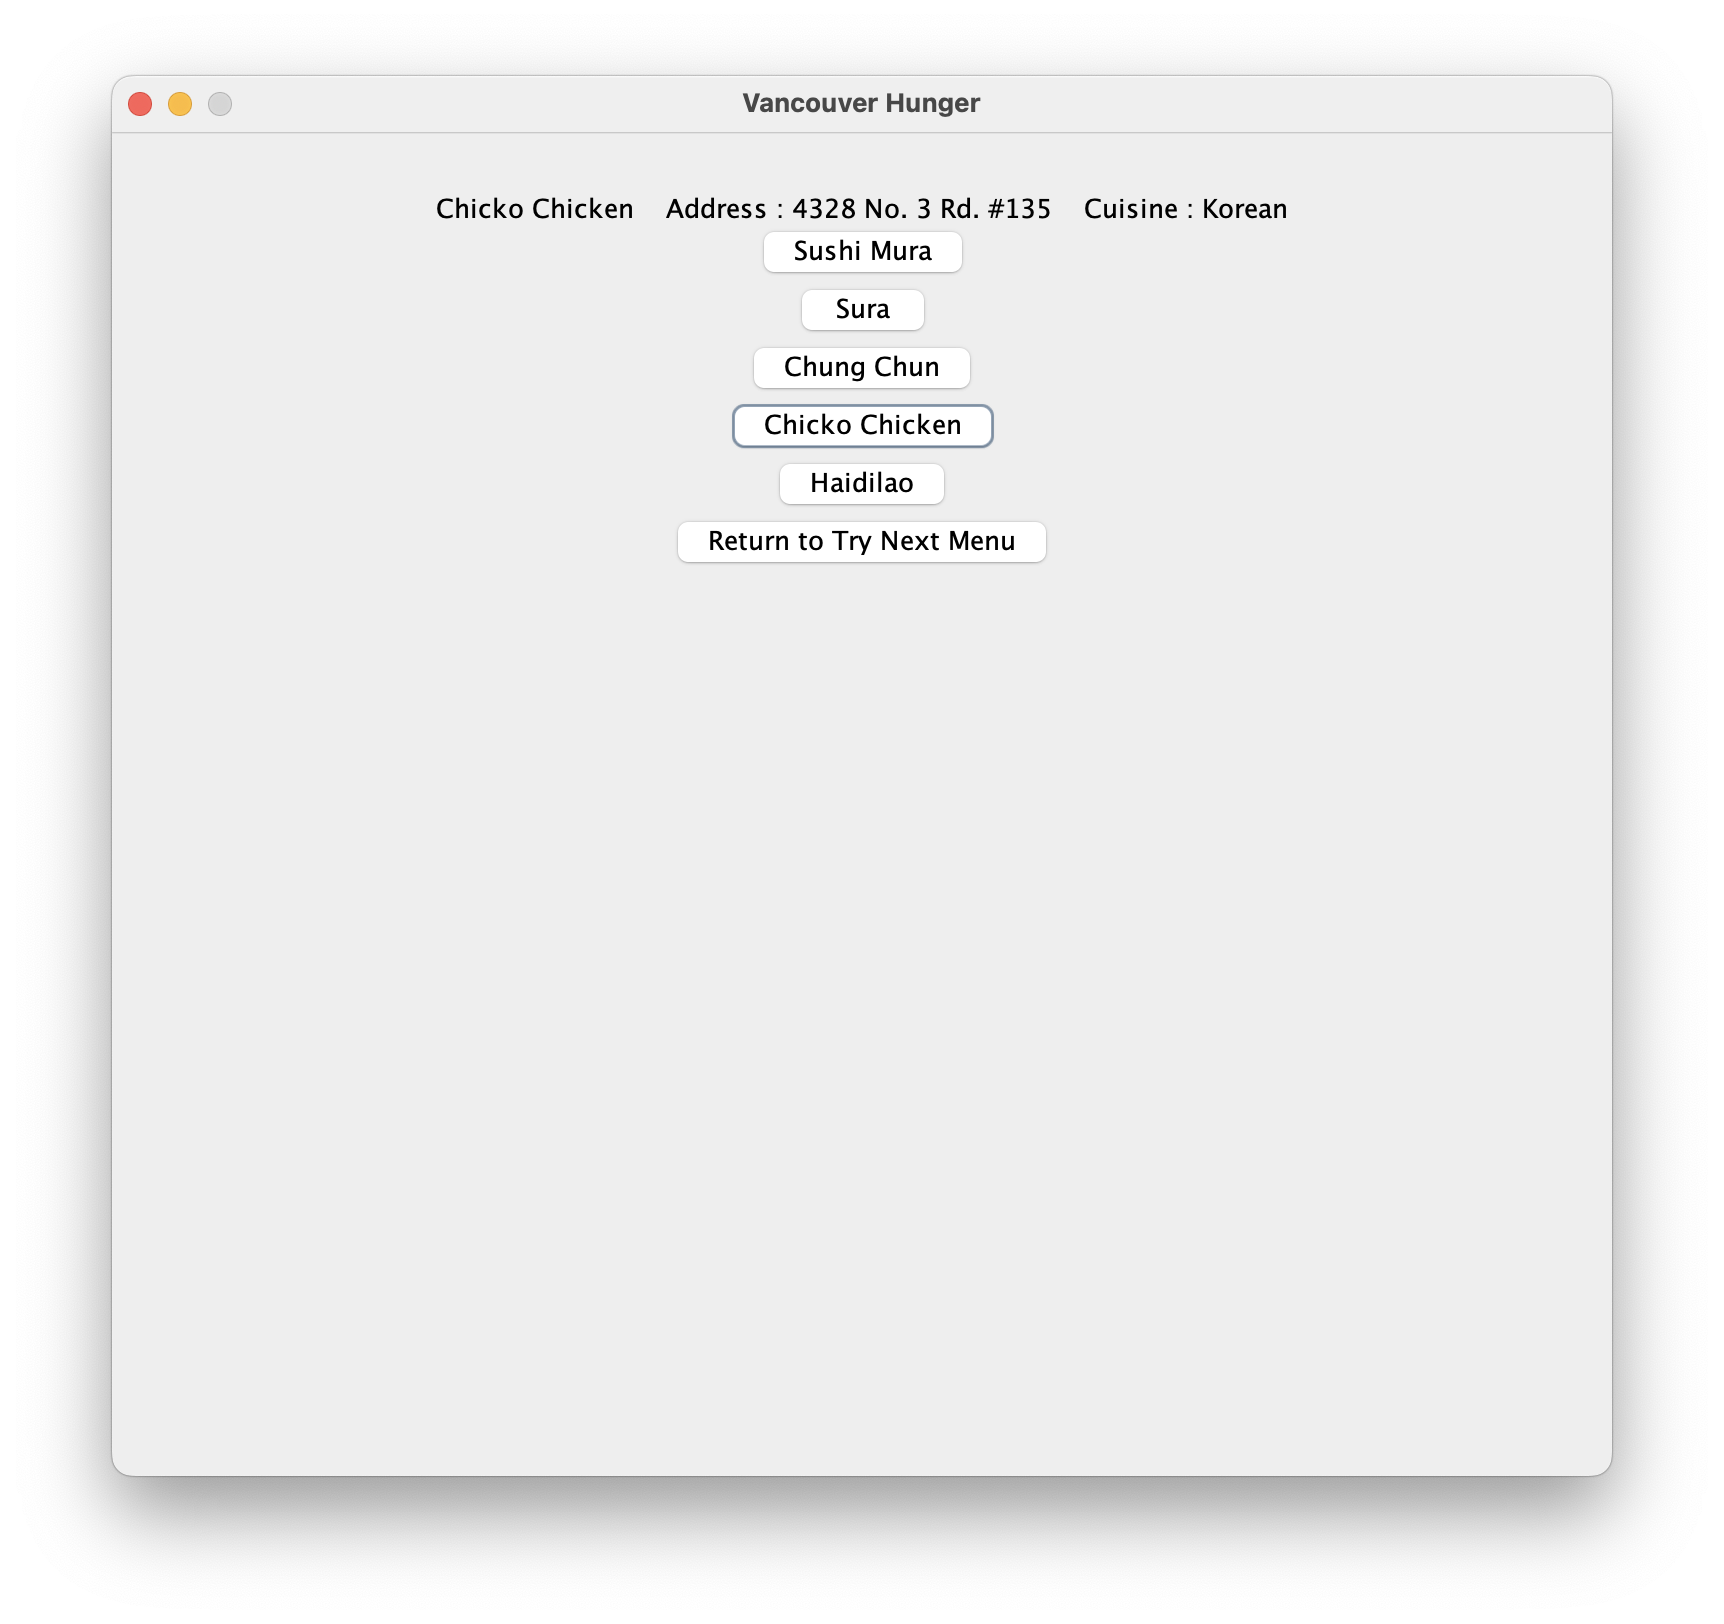 Vancouver Hunger
Chicko Chicken    Address : 4328 No. 3 Rd. #135    Cuisine : Korean
Sushi Mura
Sura
Chung Chun
Chicko Chicken
Haidilao
Return to Try Next Menu